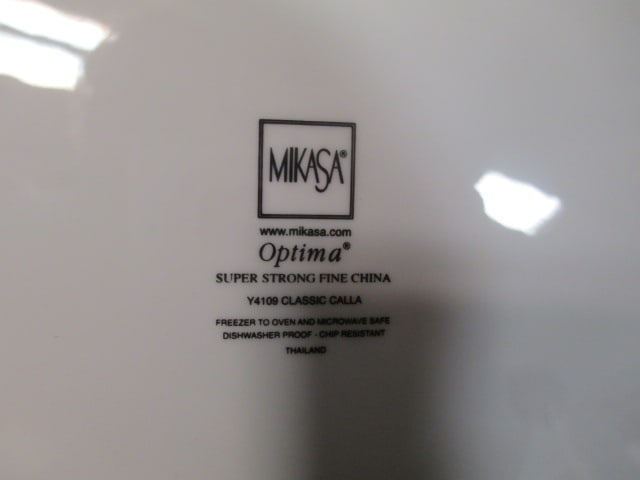 MIKASA®
www.mikasa.com
Optima®
SUPER STRONG FINE CHINA
Y4109 CLASSIC CALLA
FREEZER TO OVEN AND MICROWAVE SAFE
DISHWASHER PROOF - CHIP RESISTANT
THAILAND